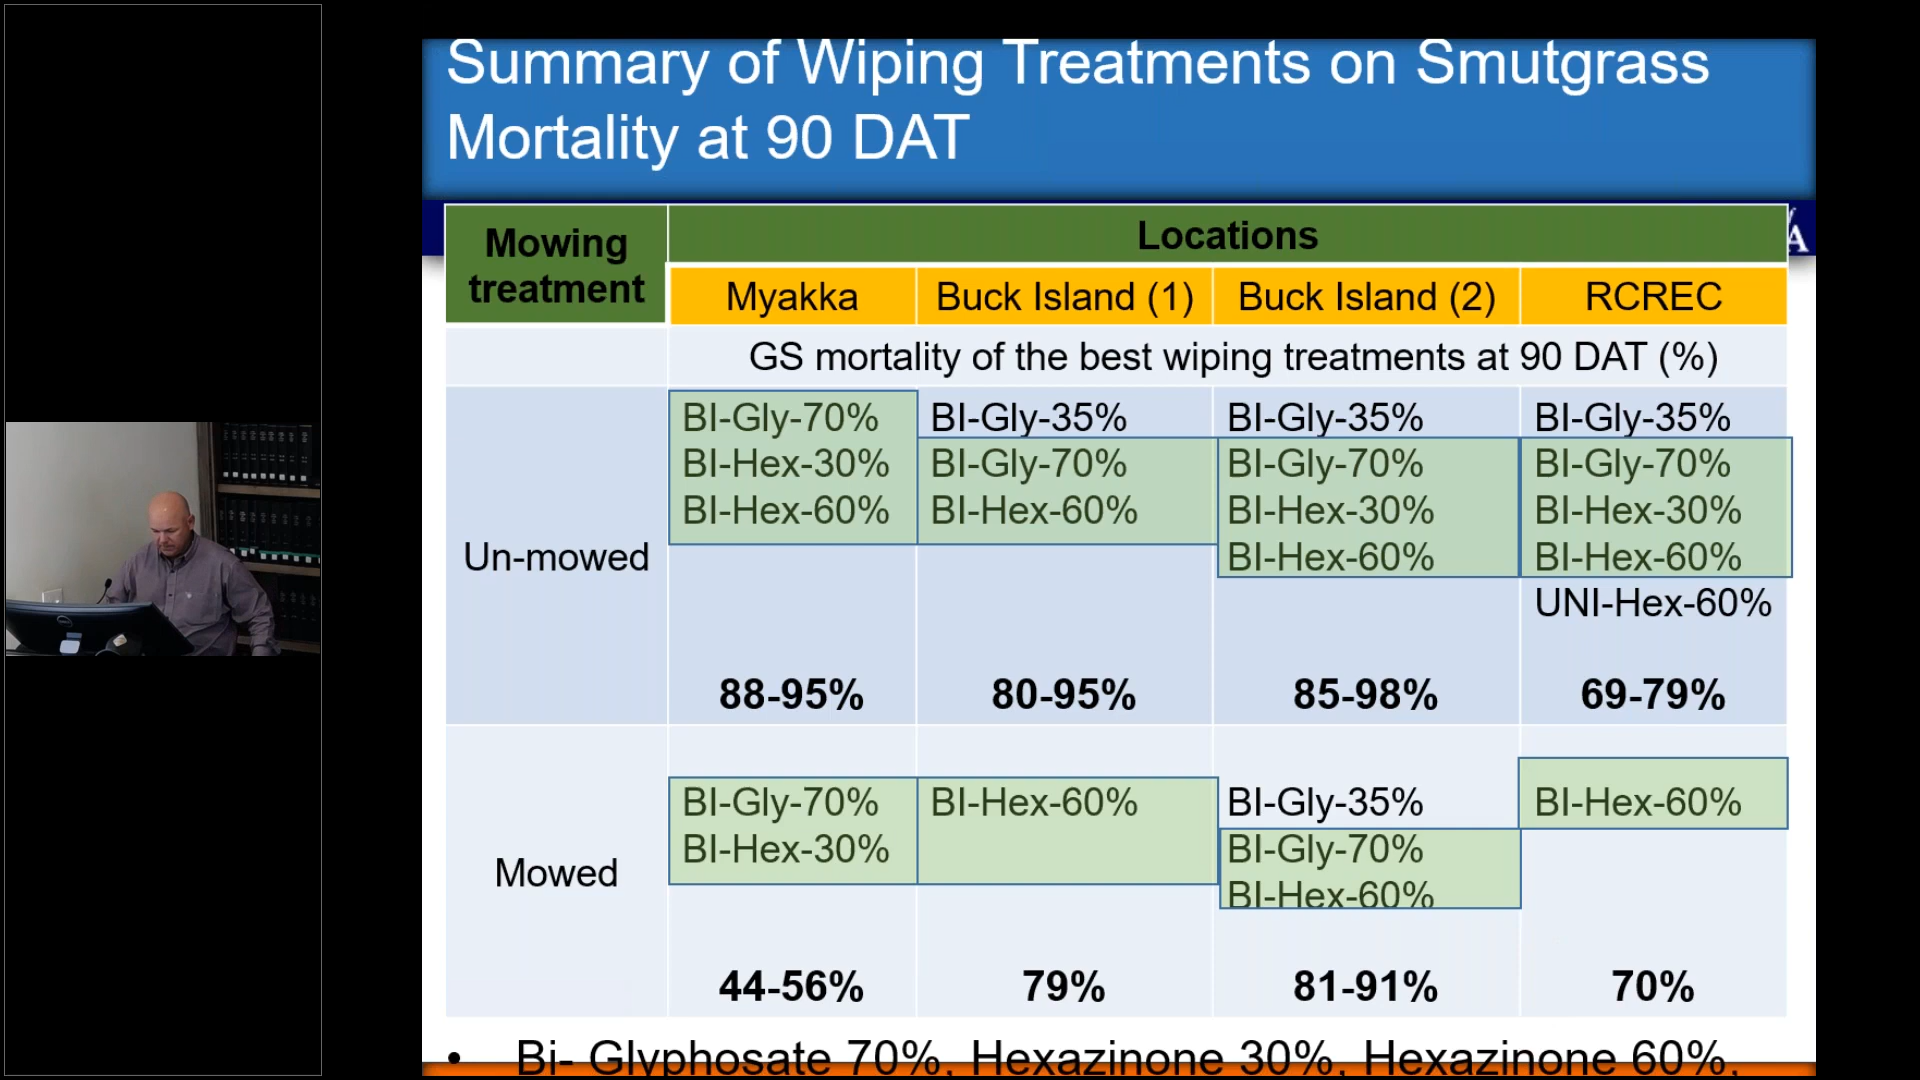 Summary of Wiping Treatments on Smutgrass
Mortality at 90 DAT
A
Mowing
treatment
Locations
Myakka
Buck Island (1)
Buck Island (2)
RCREC
GS mortality of the best wiping treatments at 90 DAT (%)
Un-mowed
BI-Gly-70%
BI-Hex-30%
BI-Hex-60%
88-95%
BI-Gly-35%
BI-Gly-70%
BI-Hex-60%
80-95%
BI-Gly-35%
BI-Gly-70%
BI-Hex-30%
BI-Hex-60%
85-98%
BI-Gly-35%
BI-Gly-70%
BI-Hex-30%
BI-Hex-60%
UNI-Hex-60%
69-79%
Mowed
BI-Gly-70%
BI-Hex-30%
44-56%
BI-Hex-60%
79%
BI-Gly-35%
BI-Gly-70%
BI-Hex-60%
81-91%
BI-Hex-60%
70%
• Bi- Glyphosate 70%, Hexazinone 30%, Hexazinone 60%,